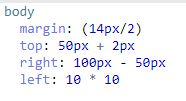 body
  margin: (14px/2)
  top: 50px + 2px
  right: 100px - 50px
  left: 10 * 10